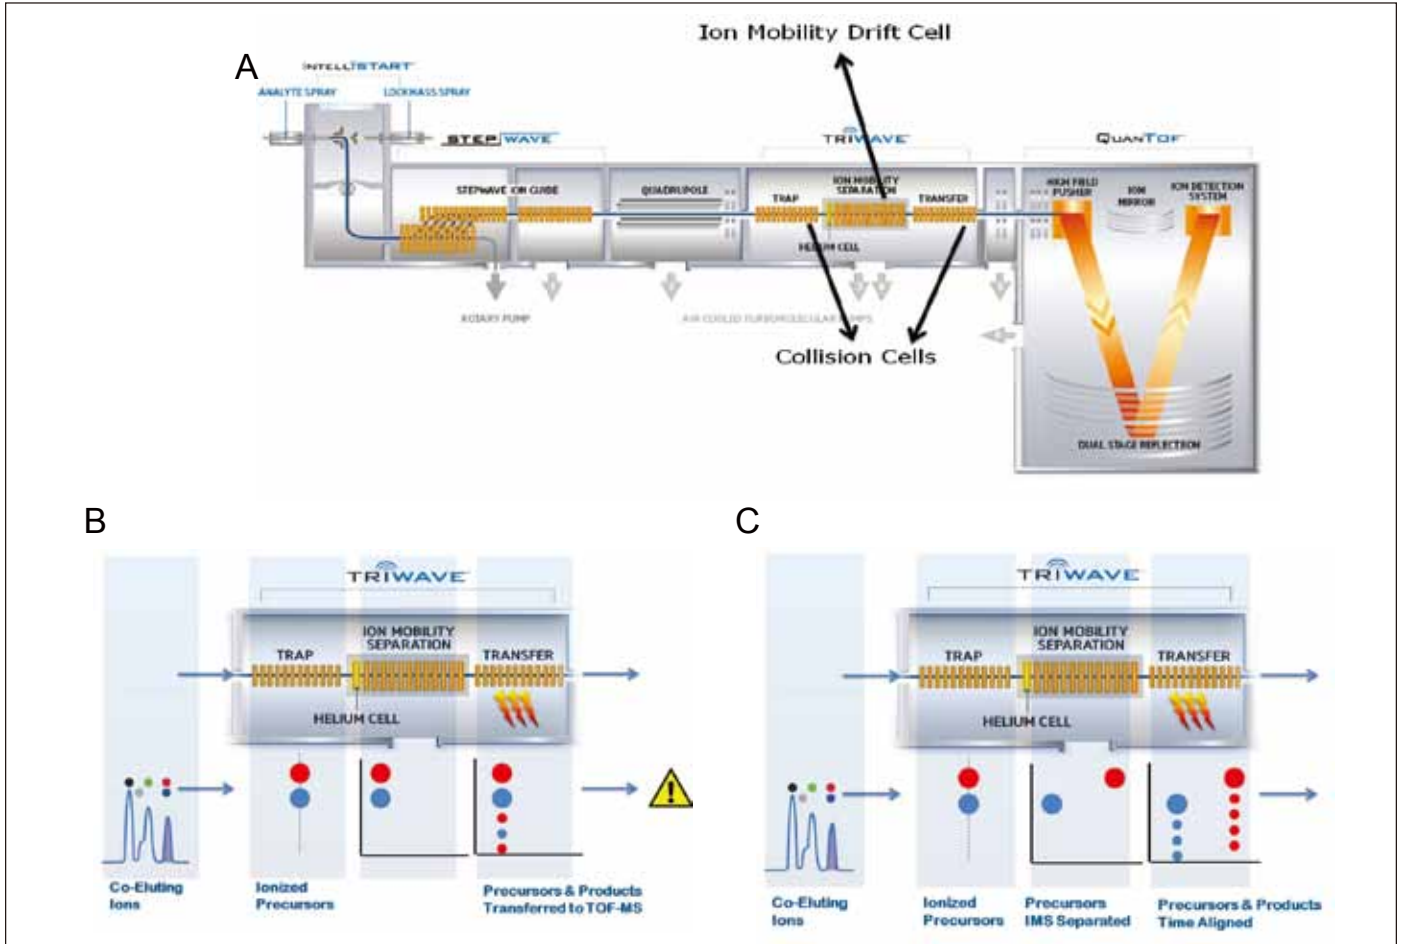 Ion Mobility Drift Cell
A
INTELLISTART
ANALYTE SPRAY
LOCKMASS SPRAY
STEPWAVE
TRIWAVE
QUANTOF
STEPWAVE ION GUIDE
QUADRUPOLE
ION MOBILITY
SEPARATION
TRAP
TRANSFER
HELIUM CELL
HIGH FIELD
PUSHER
ION
MIRROR
ION DETECTION
SYSTEM
ROTARY PUMP
AIR COOLED TURBOMOLECULAR PUMPS
Collision Cells
DUAL STAGE REFLECTRON
B
TRIWAVE
ION MOBILITY
SEPARATION
TRAP
TRANSFER
HELIUM CELL
Co-Eluting
Ions
Ionized
Precursors
Precursors & Products
Transferred to TOF-MS
C
TRIWAVE
ION MOBILITY
SEPARATION
TRAP
TRANSFER
HELIUM CELL
Co-Eluting
Ions
Ionized
Precursors
Precursors
IMS Separated
Precursors & Products
Time Aligned